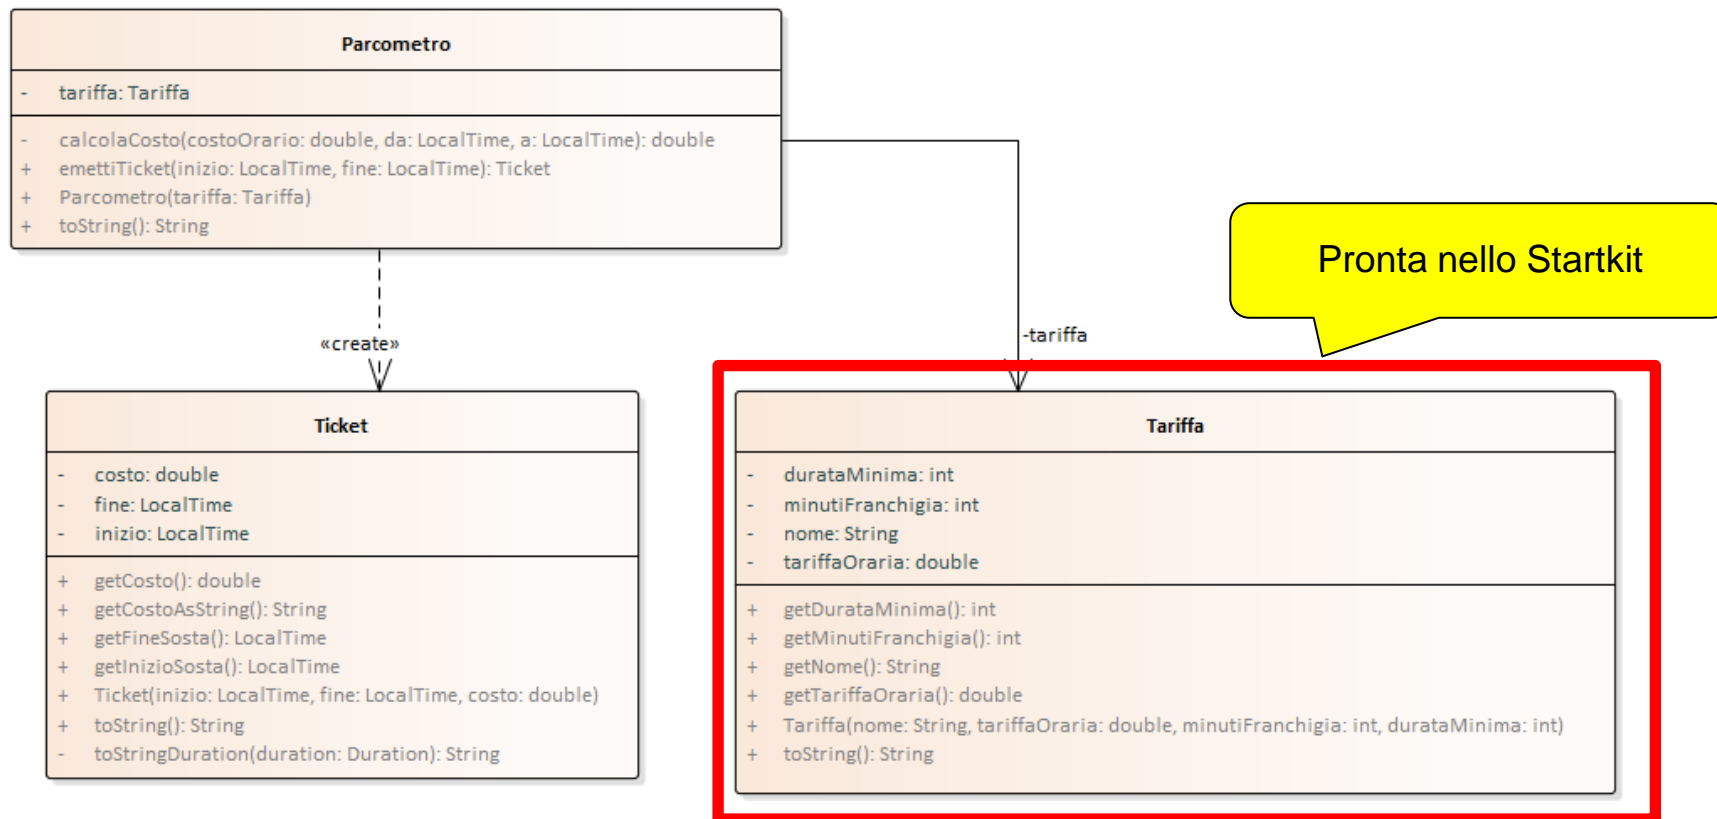 Parcometro
- tariffa: Tariffa
- calcolaCosto(costoOrario: double, da: LocalTime, a: LocalTime): double
+ emettiTicket(inizio: LocalTime, fine: LocalTime): Ticket
+ Parcometro(tariffa: Tariffa)
+ toString(): String
Pronta nello Startkit
«create»
-tariffa
Ticket
- costo: double
- fine: LocalTime
- inizio: LocalTime
+ getCosto(): double
+ getCostoAsString(): String
+ getFineSosta(): LocalTime
+ getInizioSosta(): LocalTime
+ Ticket(inizio: LocalTime, fine: LocalTime, costo: double)
+ toString(): String
- toStringDuration(duration: Duration): String
Tariffa
- durataMinima: int
- minutiFranchigia: int
- nome: String
- tariffaOraria: double
+ getDurataMinima(): int
+ getMinutiFranchigia(): int
+ getNome(): String
+ getTariffaOraria(): double
+ Tariffa(nome: String, tariffaOraria: double, minutiFranchigia: int, durataMinima: int)
+ toString(): String